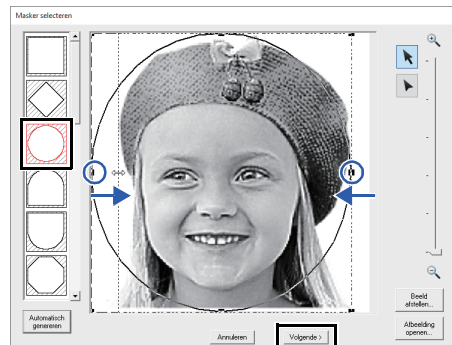 Masker selecteren
Automatisch
genereren
Annuleren
Volgende >
Beeld
afstellen...
Afbeelding
openen...